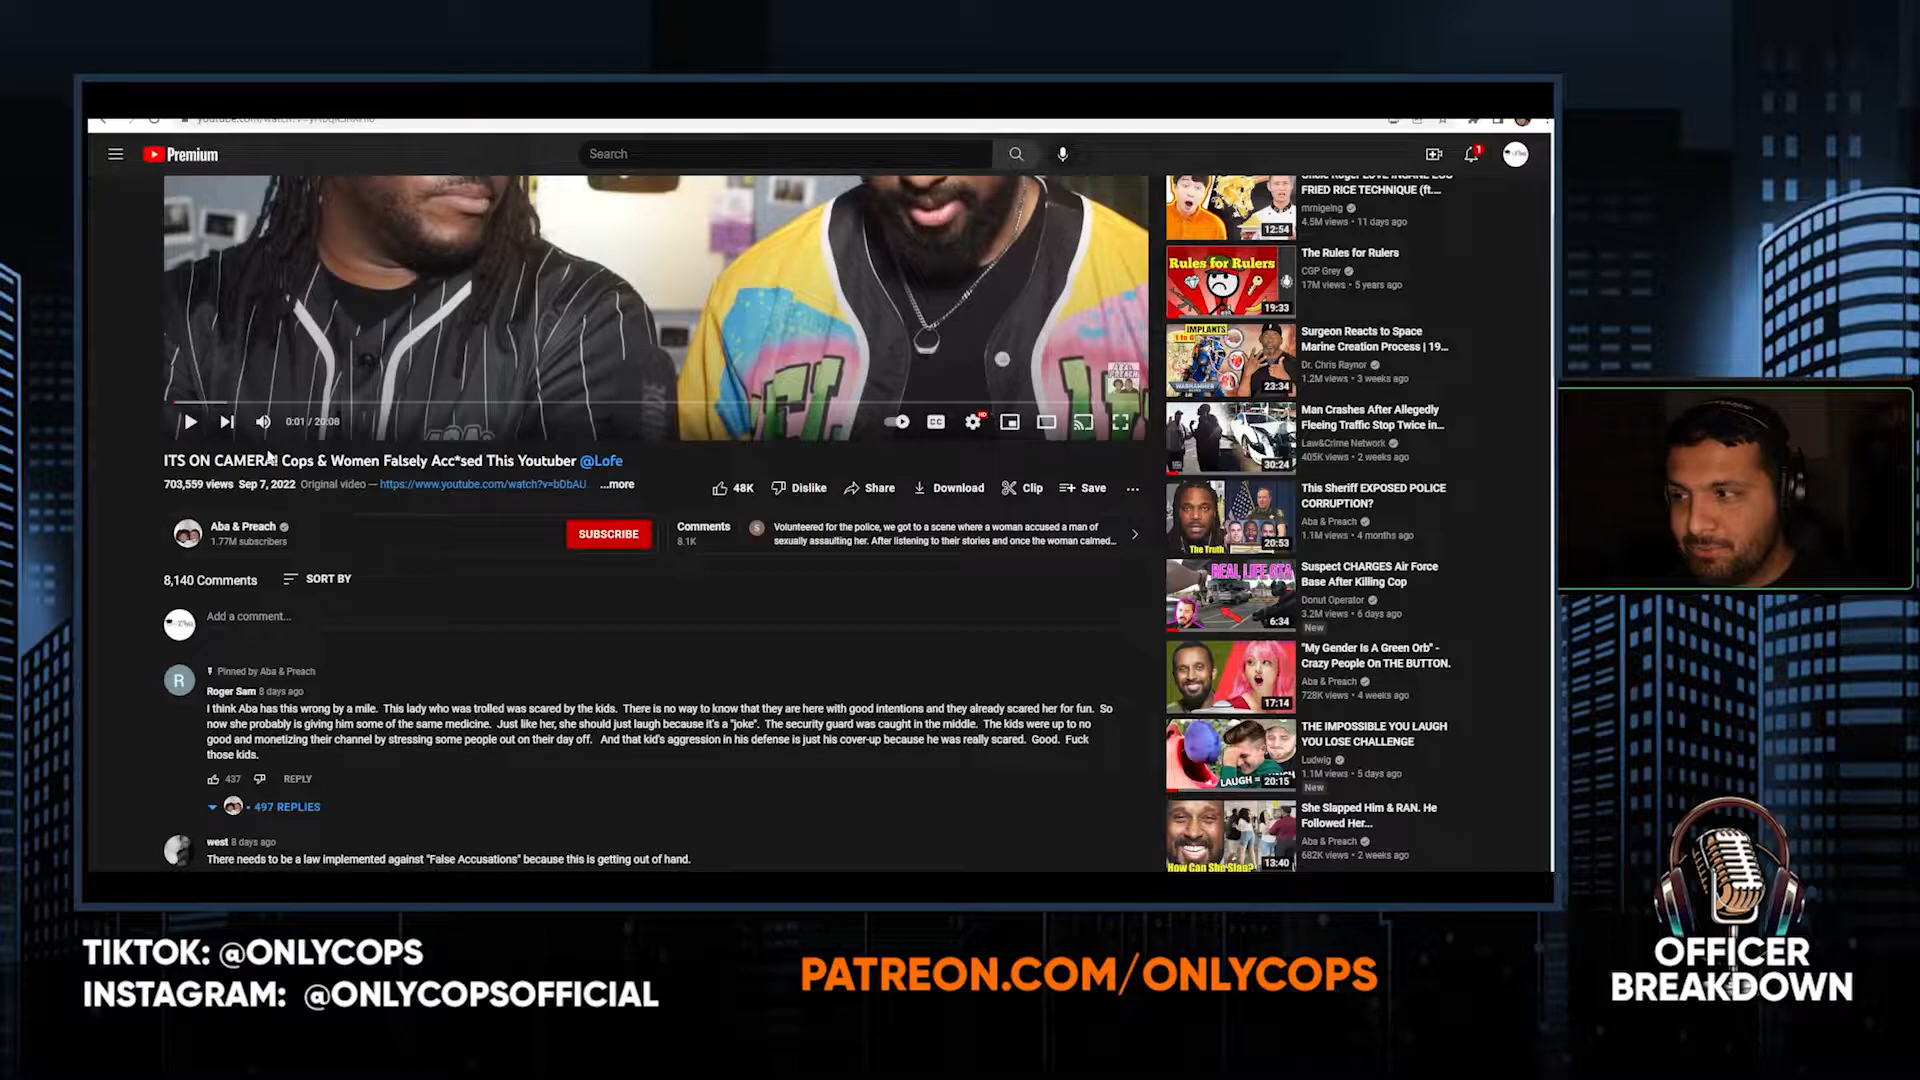 Premium
Search
1
0:01 / 20:08
CC
HD
ITS ON CAMERA! Cops & Women Falsely Acc*sed This Youtuber @Lofe
703,559 views Sep 7, 2022 Original video — https://www.youtube.com/watch?v=bDbAU ...more
48K
Dislike
Share
Download
Clip
Save
Aba & Preach
1.77M subscribers
SUBSCRIBE
Comments
8.1K
S
Volunteered for the police, we got to a scene where a woman accused a man of
sexually assaulting her. After listening to their stories and once the woman calmed...
8,140 Comments
SORT BY
Add a comment...
R
Pinned by Aba & Preach
Roger Sam 8 days ago
I think Aba has this wrong by a mile. This lady who was trolled was scared by the kids. There is no way to know that they are here with good intentions and they already scared her for fun. So
now she probably is giving him some of the same medicine. Just like her, she should just laugh because it's a "joke". The security guard was caught in the middle. The kids were up to no
good and monetizing their channel by stressing some people out on their day off. And that kid's aggression in his defense is just his cover-up because he was really scared. Good. Fuck
those kids.
437
REPLY
• 497 REPLIES
west 8 days ago
There needs to be a law implemented against "False Accusations" because this is getting out of hand.
FRIED RICE TECHNIQUE (ft....
mrnigelng
4.5M views • 11 days ago
12:54
Rules for Rulers
19:33
The Rules for Rulers
CGP Grey
17M views • 5 years ago
IMPLANTS
1 to 6
WARHAMMER
23:34
Surgeon Reacts to Space
Marine Creation Process | 19...
Dr. Chris Raynor
1.2M views • 3 weeks ago
30:24
Man Crashes After Allegedly
Fleeing Traffic Stop Twice in...
Law&Crime Network
405K views • 2 weeks ago
The Truth
20:53
This Sheriff EXPOSED POLICE
CORRUPTION?
Aba & Preach
1.1M views • 4 months ago
REAL LIFE GTA
6:34
Suspect CHARGES Air Force
Base After Killing Cop
Donut Operator
3.2M views • 6 days ago
New
17:14
"My Gender Is A Green Orb" -
Crazy People On THE BUTTON.
Aba & Preach
728K views • 4 weeks ago
LAUGH =
20:15
THE IMPOSSIBLE YOU LAUGH
YOU LOSE CHALLENGE
Ludwig
1.1M views • 5 days ago
New
How Can She Slap?
13:40
She Slapped Him & RAN. He
Followed Her...
Aba & Preach
682K views • 2 weeks ago
TIKTOK: @ONLYCOPS
INSTAGRAM: @ONLYCOPSOFFICIAL
PATREON.COM/ONLYCOPS
OFFICER
BREAKDOWN